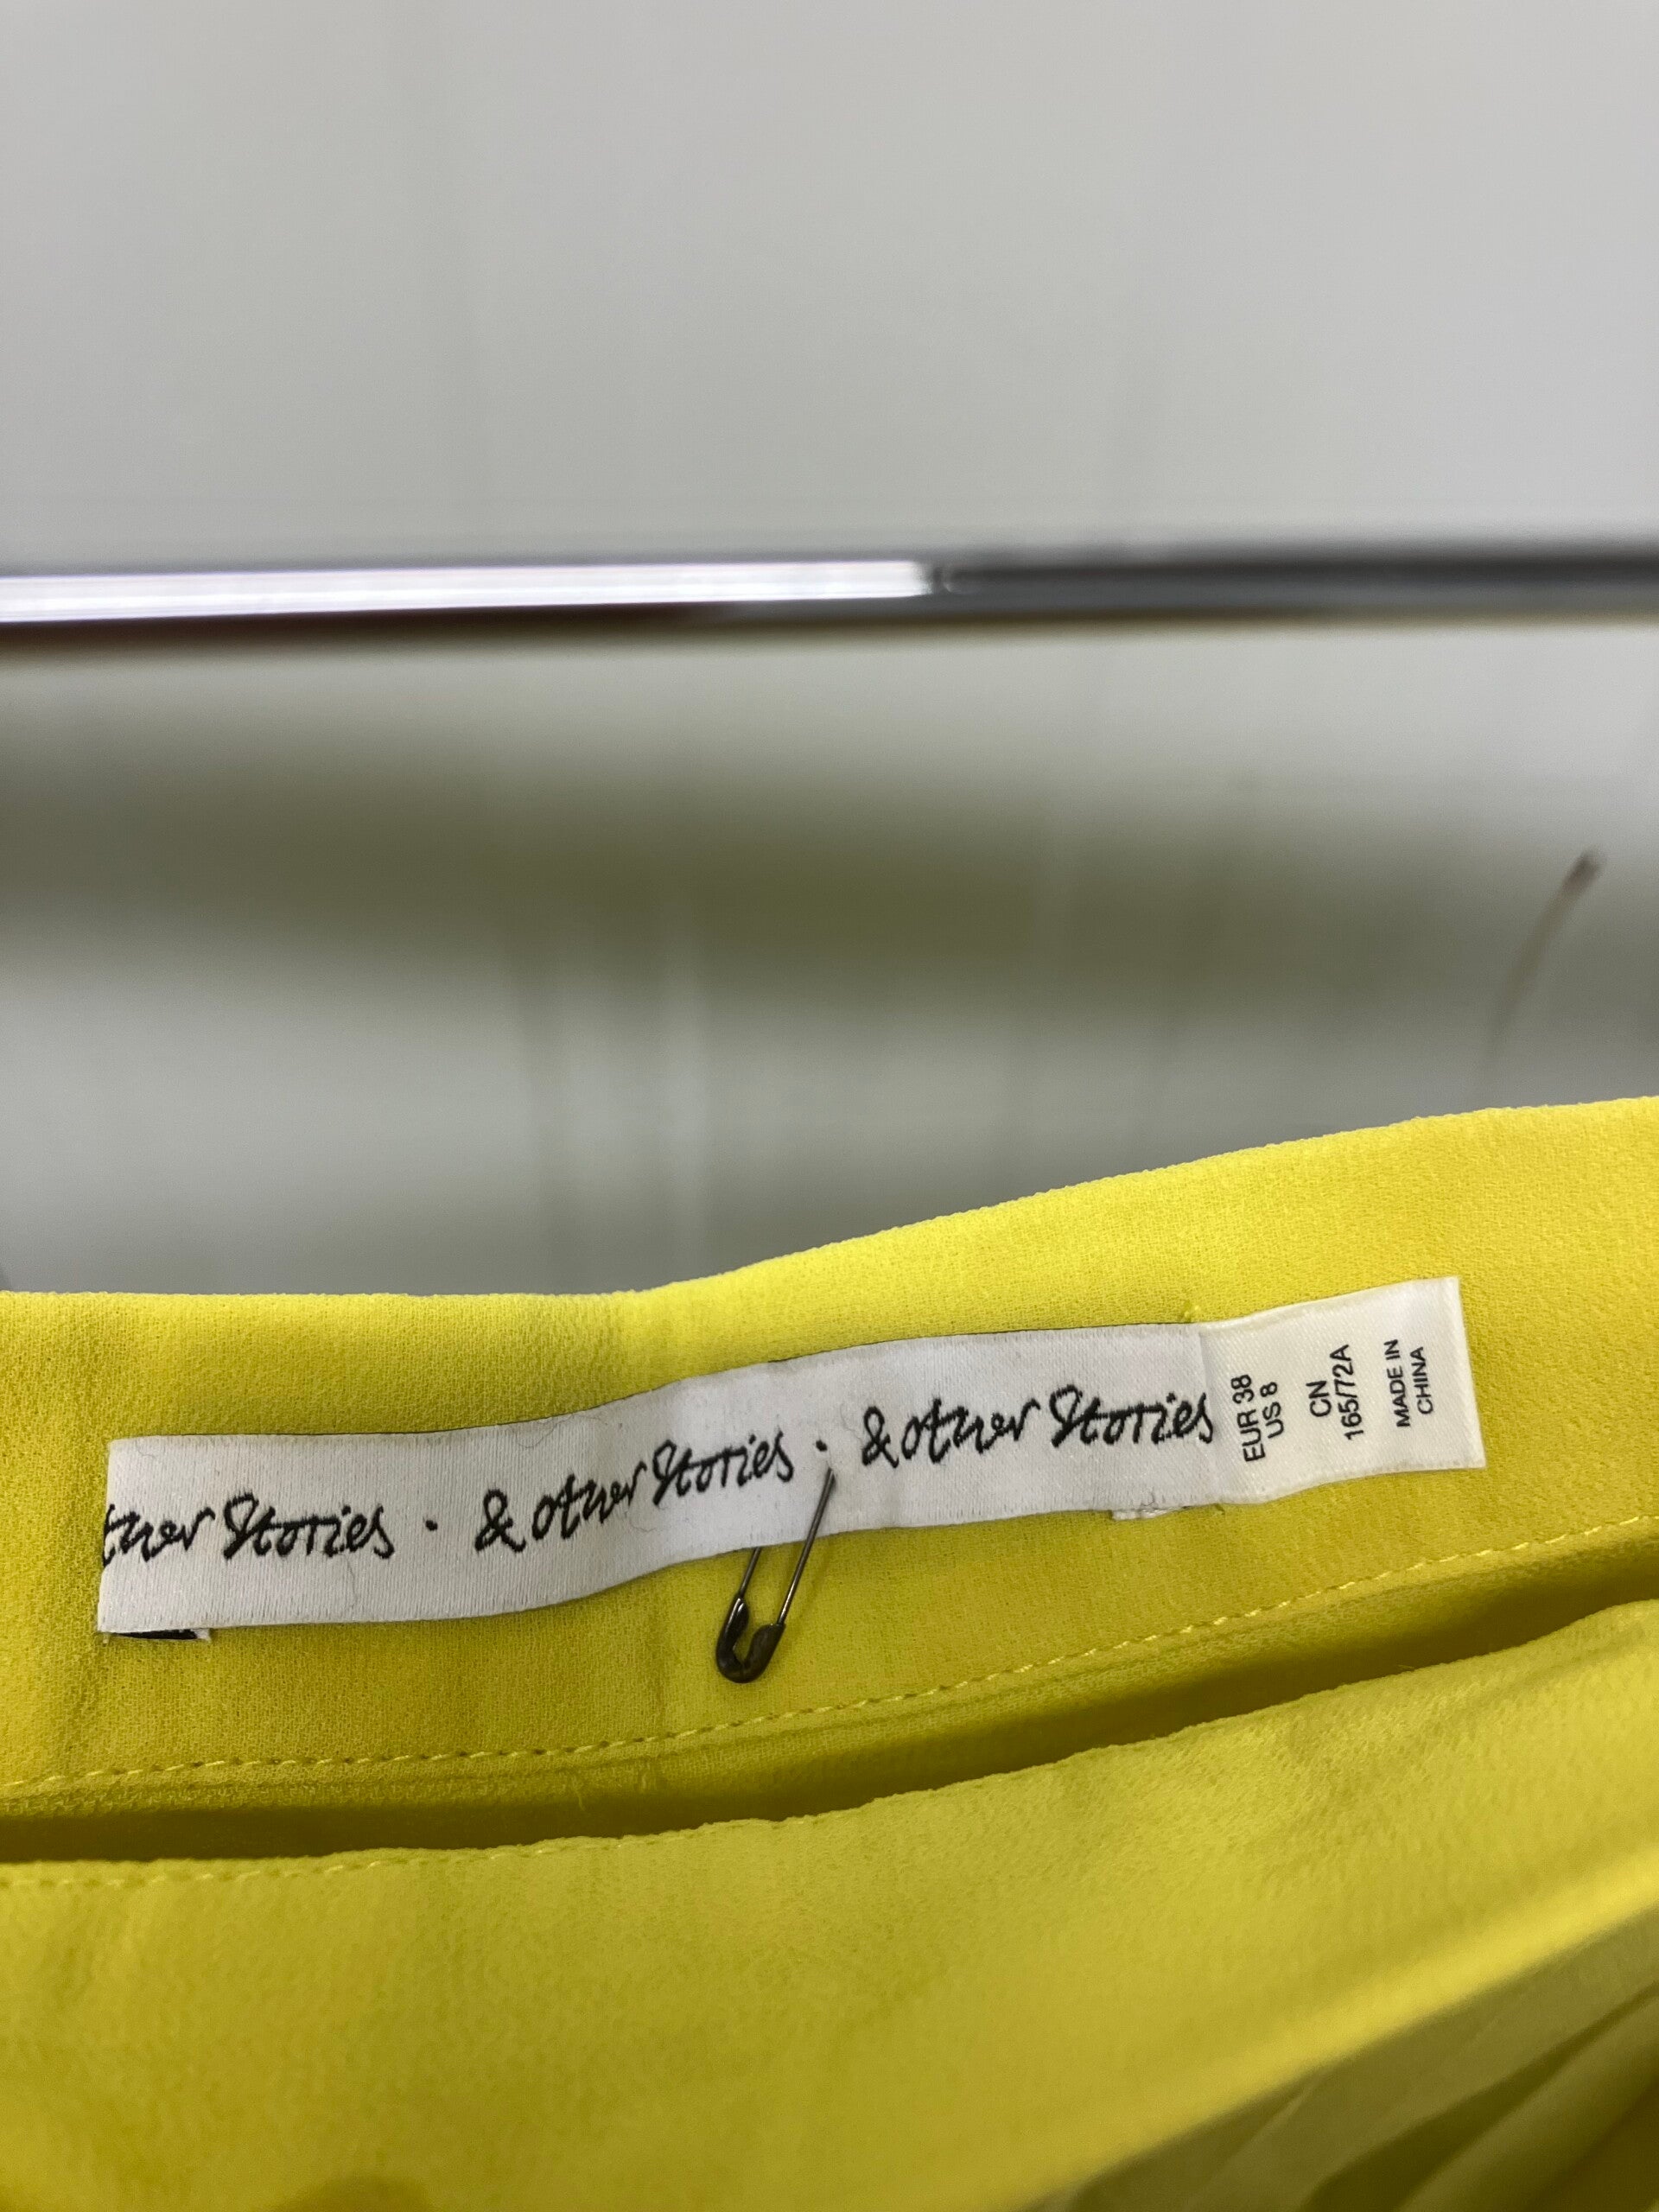 ther Stories · & other Stories · & other Stories
EUR 38
US 8
CN
165/72A
MADE IN
CHINA